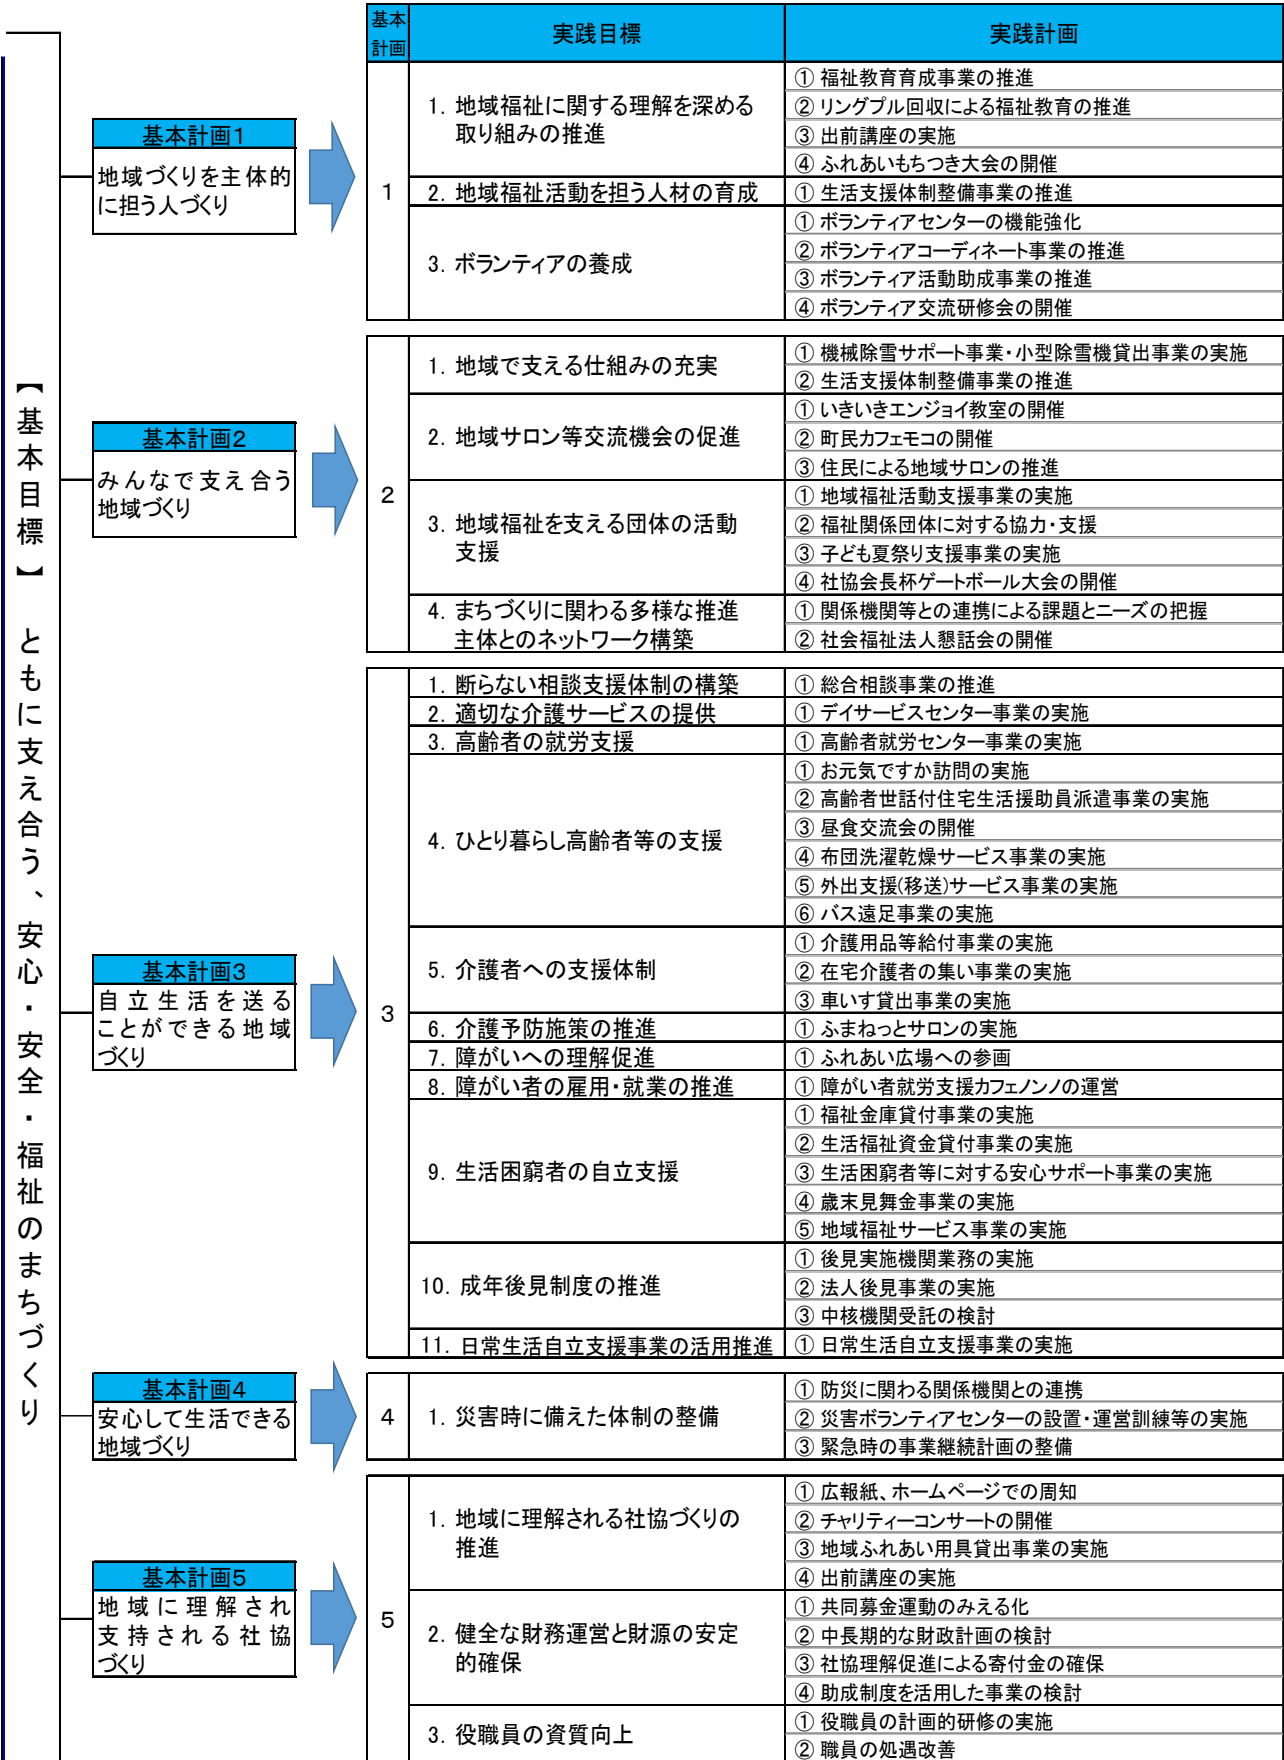 【基本目標】 ともに支え合う、安心・安全・福祉のまちづくり
基本計画1
地域づくりを主体的
に担う人づくり
基本計画2
みんなで支え合う
地域づくり
基本計画3
自立生活を送る
ことができる地域
づくり
基本計画4
安心して生活できる
地域づくり
基本計画5
地域に理解され
支持される社協
づくり
基本
計画
実践目標
実践計画
1
1. 地域福祉に関する理解を深める
取り組みの推進
① 福祉教育育成事業の推進
② リングプル回収による福祉教育の推進
③ 出前講座の実施
④ ふれあいもちつき大会の開催
2. 地域福祉活動を担う人材の育成
① 生活支援体制整備事業の推進
3. ボランティアの養成
① ボランティアセンターの機能強化
② ボランティアコーディネート事業の推進
③ ボランティア活動助成事業の推進
④ ボランティア交流研修会の開催
2
1. 地域で支える仕組みの充実
① 機械除雪サポート事業・小型除雪機貸出事業の実施
② 生活支援体制整備事業の推進
2. 地域サロン等交流機会の促進
① いきいきエンジョイ教室の開催
② 町民カフェモコの開催
③ 住民による地域サロンの推進
3. 地域福祉を支える団体の活動
支援
① 地域福祉活動支援事業の実施
② 福祉関係団体に対する協力・支援
③ 子ども夏祭り支援事業の実施
④ 社協会長杯ゲートボール大会の開催
4. まちづくりに関わる多様な推進
主体とのネットワーク構築
① 関係機関等との連携による課題とニーズの把握
② 社会福祉法人懇話会の開催
3
1. 断らない相談支援体制の構築
① 総合相談事業の推進
2. 適切な介護サービスの提供
① デイサービスセンター事業の実施
3. 高齢者の就労支援
① 高齢者就労センター事業の実施
4. ひとり暮らし高齢者等の支援
① お元気ですか訪問の実施
② 高齢者世話付住宅生活援助員派遣事業の実施
③ 昼食交流会の開催
④ 布団洗濯乾燥サービス事業の実施
⑤ 外出支援(移送)サービス事業の実施
⑥ バス遠足事業の実施
5. 介護者への支援体制
① 介護用品等給付事業の実施
② 在宅介護者の集い事業の実施
③ 車いす貸出事業の実施
6. 介護予防施策の推進
① ふまねっとサロンの実施
7. 障がいへの理解促進
① ふれあい広場への参画
8. 障がい者の雇用・就業の推進
① 障がい者就労支援カフェノンノの運営
9. 生活困窮者の自立支援
① 福祉金庫貸付事業の実施
② 生活福祉資金貸付事業の実施
③ 生活困窮者等に対する安心サポート事業の実施
④ 歳末見舞金事業の実施
⑤ 地域福祉サービス事業の実施
10. 成年後見制度の推進
① 後見実施機関業務の実施
② 法人後見事業の実施
③ 中核機関受託の検討
11. 日常生活自立支援事業の活用推進
① 日常生活自立支援事業の実施
4
1. 災害時に備えた体制の整備
① 防災に関わる関係機関との連携
② 災害ボランティアセンターの設置・運営訓練等の実施
③ 緊急時の事業継続計画の整備
5
1. 地域に理解される社協づくりの
推進
① 広報紙、ホームページでの周知
② チャリティーコンサートの開催
③ 地域ふれあい用具貸出事業の実施
④ 出前講座の実施
2. 健全な財務運営と財源の安定
的確保
① 共同募金運動のみえる化
② 中長期的な財政計画の検討
③ 社協理解促進による寄付金の確保
④ 助成制度を活用した事業の検討
3. 役職員の資質向上
① 役職員の計画的研修の実施
② 職員の処遇改善